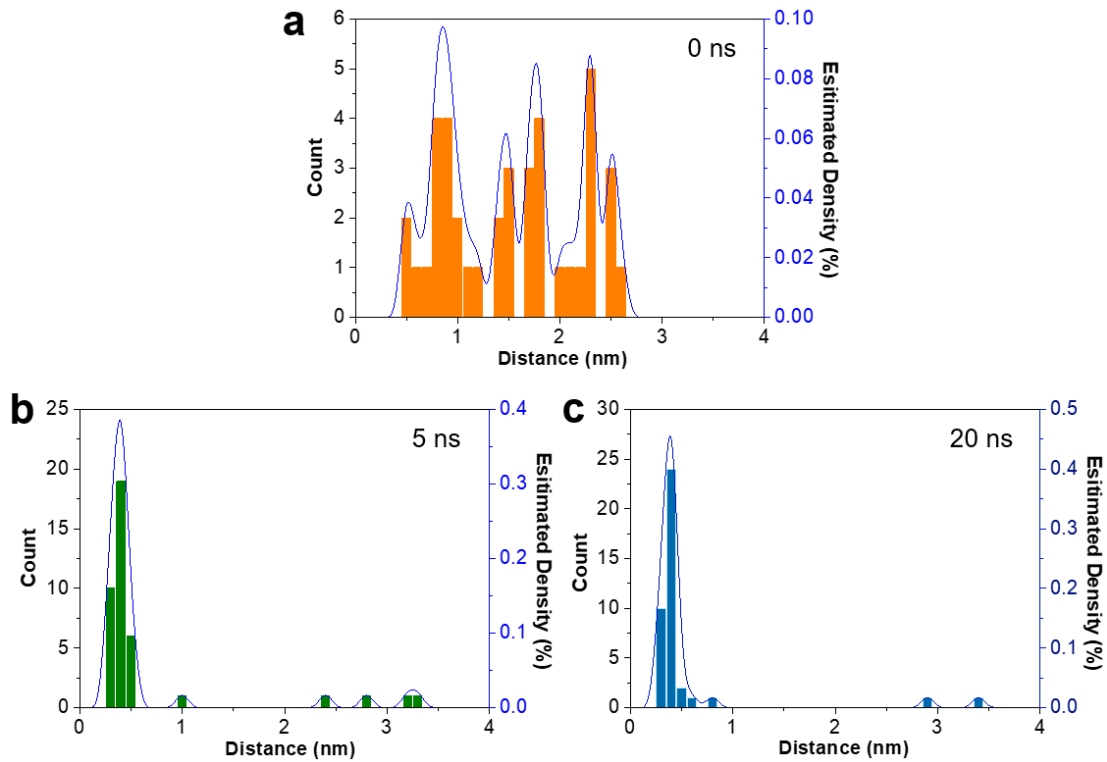 a
0 ns
6
5
4
3
2
1
0
Count
0.10
0.08
0.06
0.04
0.02
0.00
Esitimated Density (%)
0 1 2 3 4
Distance (nm)
b
5 ns
25
20
15
10
5
0
Count
0.4
0.3
0.2
0.1
0.0
Esitimated Density (%)
0 1 2 3 4
Distance (nm)
c
20 ns
30
25
20
15
10
5
0
Count
0.5
0.4
0.3
0.2
0.1
0.0
Esitimated Density (%)
0 1 2 3 4
Distance (nm)